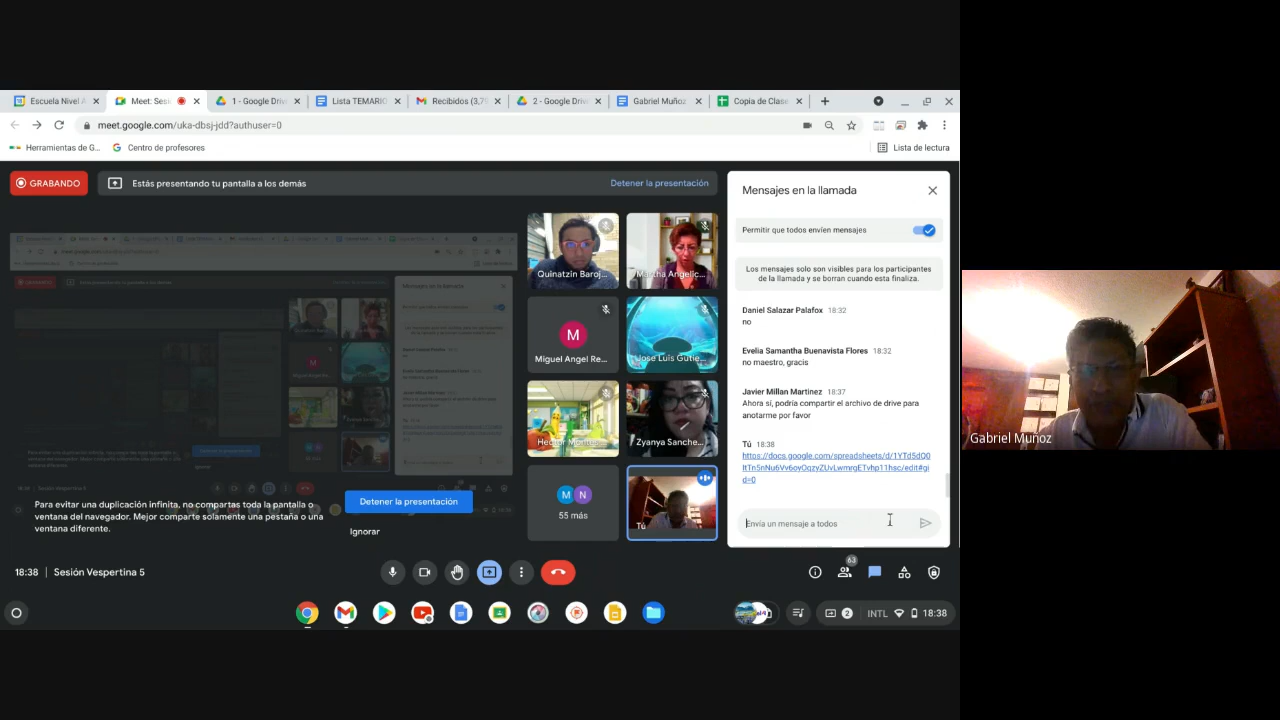 Escuela Nivel A
Meet: Sesi
1 - Google Driv
Lista TEMARIO
Recibidos (3,79
2 - Google Driv
Gabriel Muñoz
Copia de Clase
meet.google.com/uka-dbsj-jdd?authuser=0
Herramientas de G...
Centro de profesores
Lista de lectura
GRABANDO
Estás presentando tu pantalla a los demás
Detener la presentación
Mensajes en la llamada
Permitir que todos envíen mensajes
Los mensajes solo son visibles para los participantes
de la llamada y se borran cuando esta finaliza.
Daniel Salazar Palafox 18:32
no
Evelia Samantha Buenavista Flores 18:32
no maestro, gracis
Javier Millan Martinez 18:37
Ahora sí, podría compartir el archivo de drive para
anotarme por favor
Tú 18:38
https://docs.google.com/spreadsheets/d/1YTd5dQ0
ItTn5nNu6Vv6oyOqzyZUvLwmrgETvhp11hsc/edit#gi
d=0
Envía un mensaje a todos
Quinatzin Baroj...
Martha Angelic...
M
Miguel Angel Re...
Jose Luis Gutie...
Hector Monte
Zyanya Sanche...
M N
55 más
Tú
Para evitar una duplicación infinita, no compartas toda la pantalla o
ventana del navegador. Mejor comparte solamente una pestaña o una
ventana diferente.
Detener la presentación
Ignorar
18:38 | Sesión Vespertina 5
63
2
INTL
18:38
Gabriel Muñoz